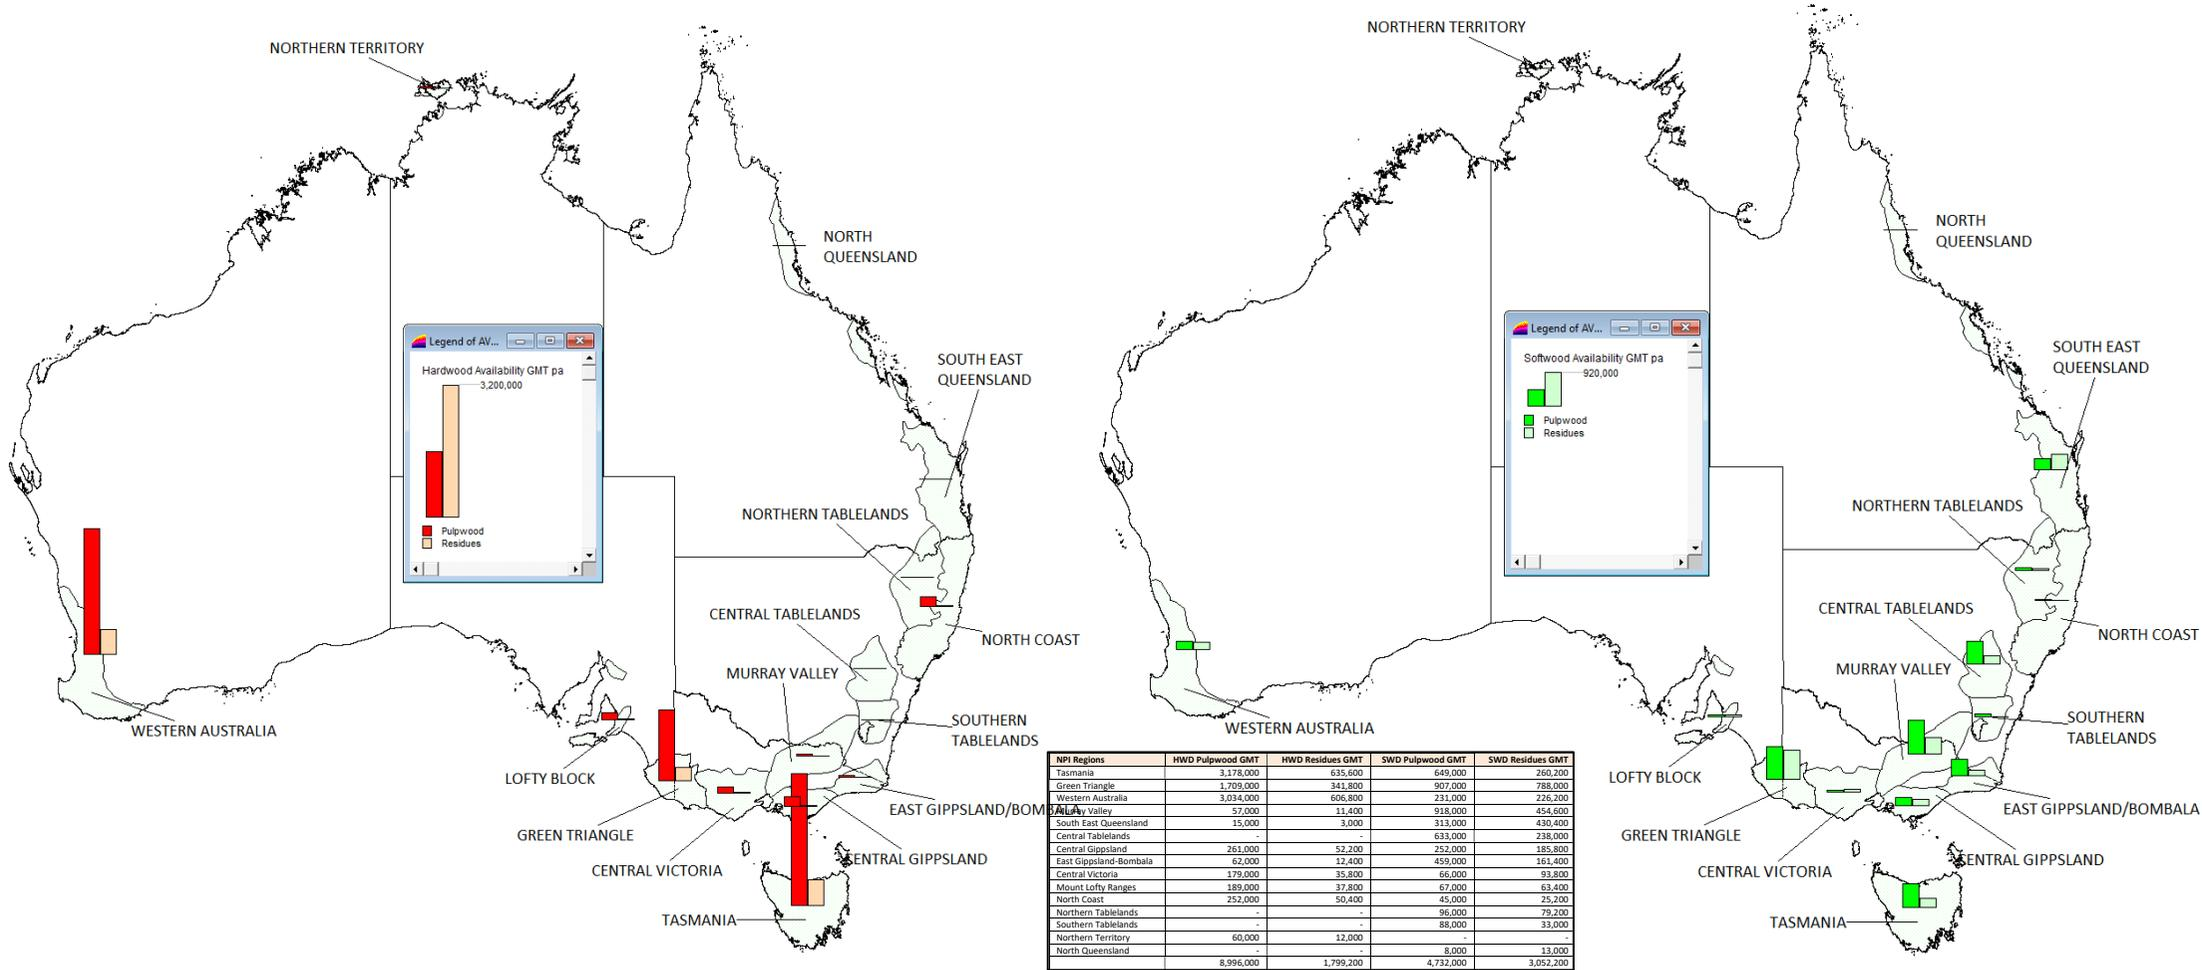 NORTHERN TERRITORY
NORTH
QUEENSLAND
SOUTH EAST
QUEENSLAND
NORTHERN TABLELANDS
CENTRAL TABLELANDS
NORTH COAST
MURRAY VALLEY
SOUTHERN
TABLELANDS
WESTERN AUSTRALIA
LOFTY BLOCK
EAST GIPPSLAND/BOMBALA
GREEN TRIANGLE
CENTRAL VICTORIA
CENTRAL GIPPSLAND
TASMANIA
Legend of AV...
Hardwood Availability GMT pa
3,200,000
Pulpwood
Residues
NORTHERN TERRITORY
NORTH
QUEENSLAND
SOUTH EAST
QUEENSLAND
NORTHERN TABLELANDS
CENTRAL TABLELANDS
NORTH COAST
MURRAY VALLEY
SOUTHERN
TABLELANDS
WESTERN AUSTRALIA
LOFTY BLOCK
EAST GIPPSLAND/BOMBALA
GREEN TRIANGLE
CENTRAL VICTORIA
CENTRAL GIPPSLAND
TASMANIA
Legend of AV...
Softwood Availability GMT pa
920,000
Pulpwood
Residues
NPI Regions HWD Pulpwood GMT HWD Residues GMT SWD Pulpwood GMT SWD Residues GMT
Tasmania 3,178,000 635,600 649,000 260,200
Green Triangle 1,709,000 341,800 907,000 788,000
Western Australia 3,034,000 606,800 231,000 226,200
Murray Valley 57,000 11,400 918,000 454,600
South East Queensland 15,000 3,000 313,000 430,400
Central Tablelands - - 633,000 238,000
Central Gippsland 261,000 52,200 252,000 185,800
East Gippsland-Bombala 62,000 12,400 459,000 161,400
Central Victoria 179,000 35,800 66,000 93,800
Mount Lofty Ranges 189,000 37,800 67,000 63,400
North Coast 252,000 50,400 45,000 25,200
Northern Tablelands - - 96,000 79,200
Southern Tablelands - - 88,000 33,000
Northern Territory 60,000 12,000 - -
North Queensland - - 8,000 13,000
8,996,000 1,799,200 4,732,000 3,052,200